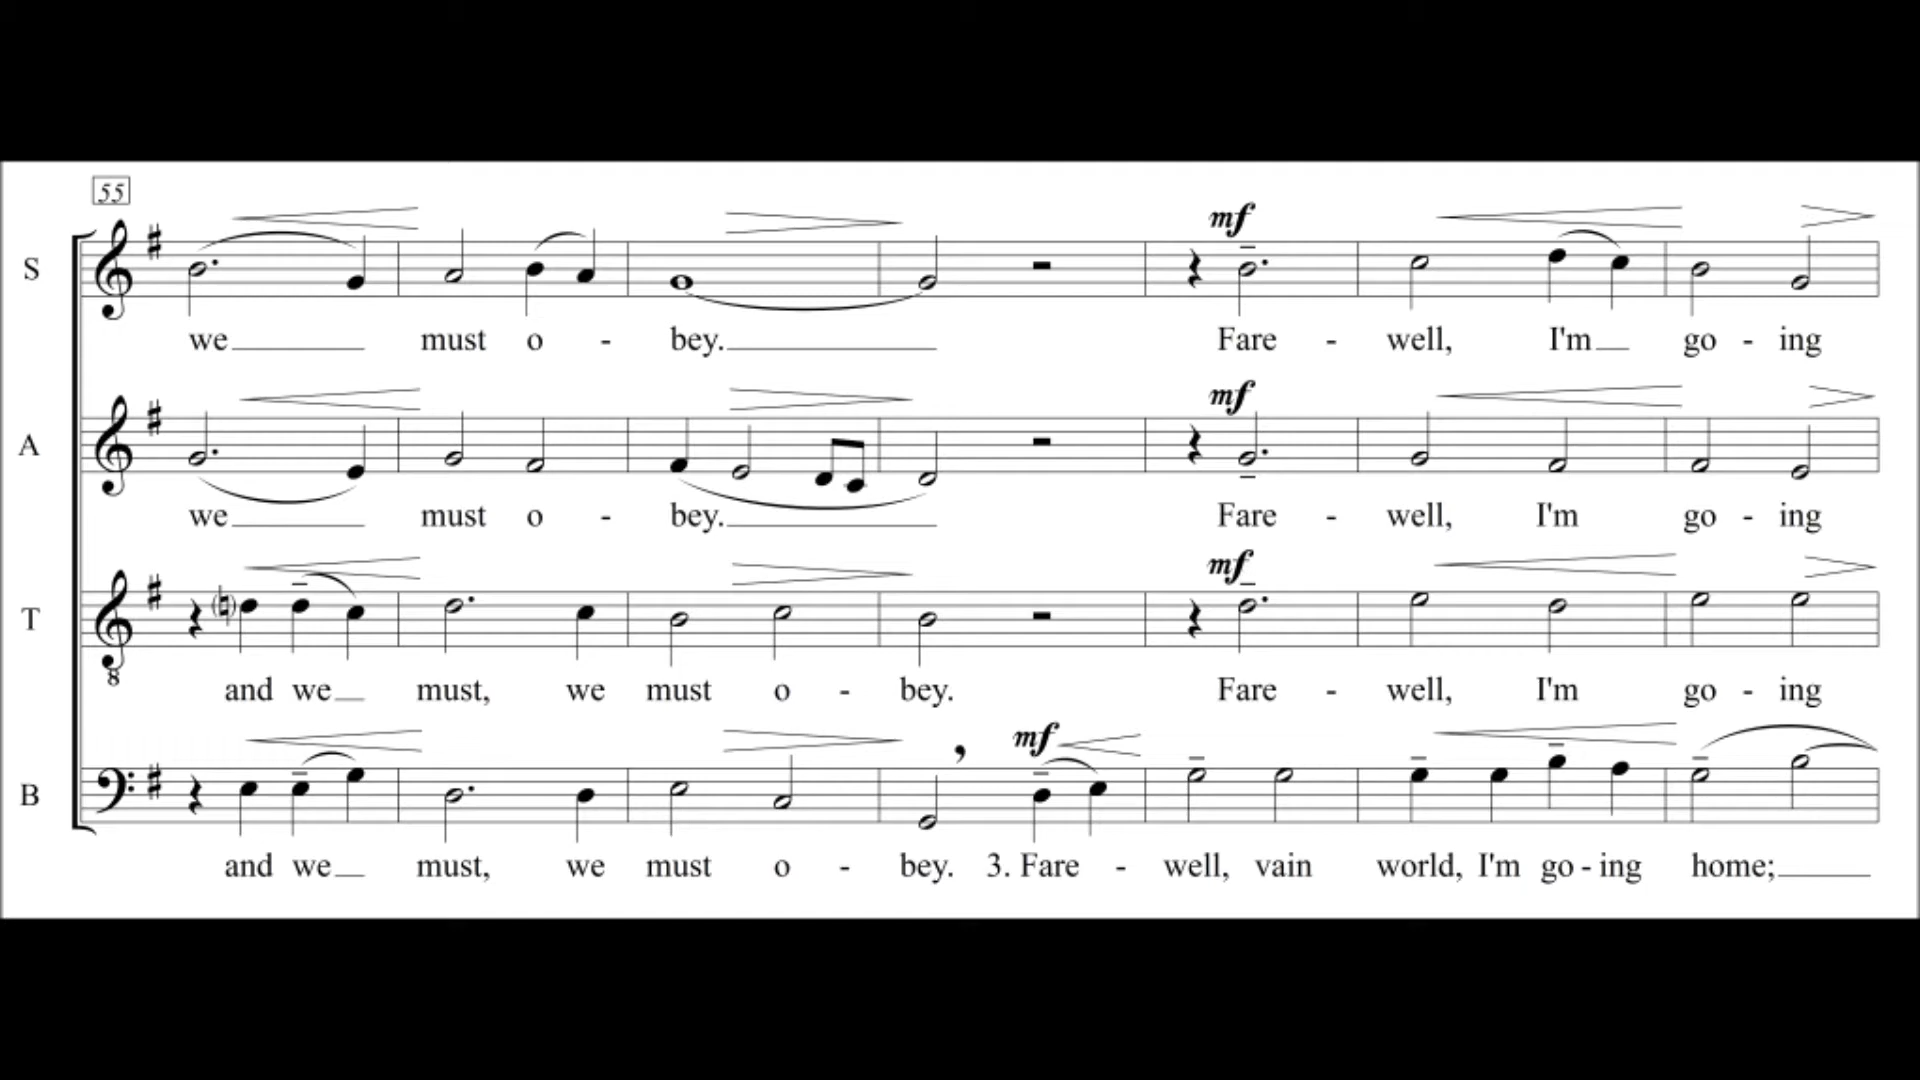 55
mf
S
we must o - bey. Fare - well, I'm go - ing
mf
A
we must o - bey. Fare - well, I'm go - ing
mf
T
8
and we must, we must o - bey. Fare - well, I'm go - ing
mf
B
and we must, we must o - bey. 3. Fare - well, vain world, I'm go - ing home;